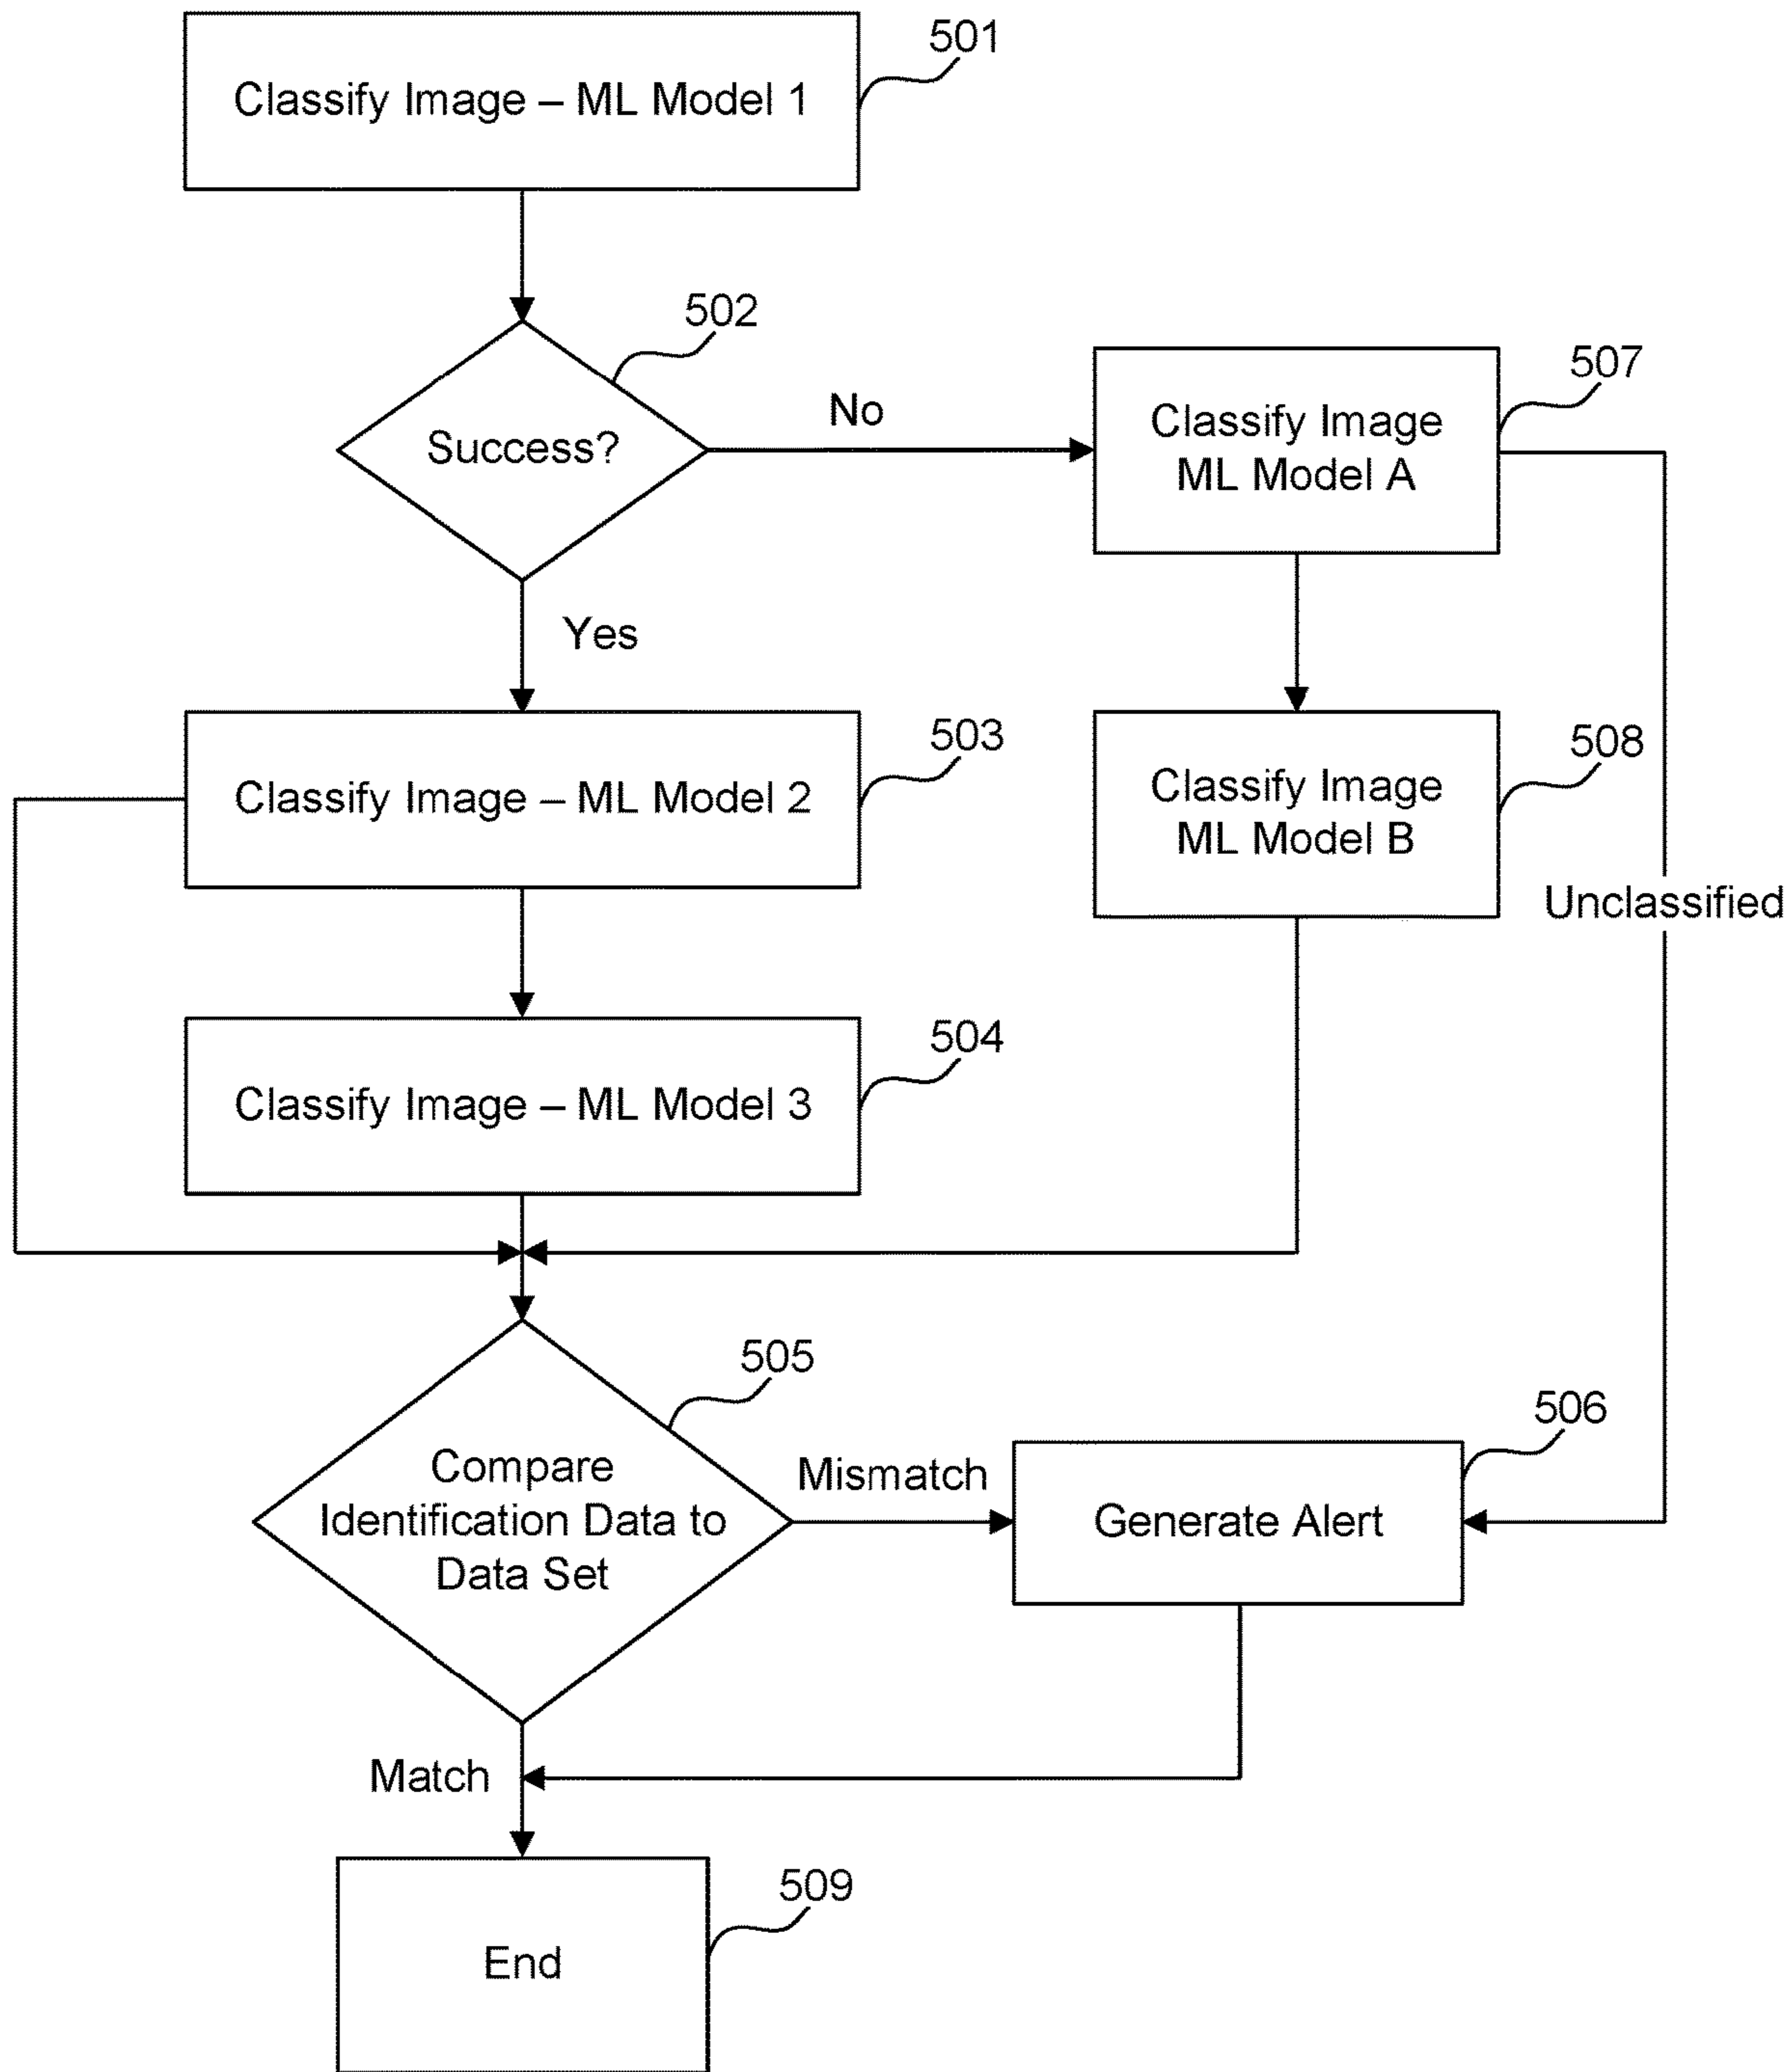 501
Classify Image – ML Model 1
502
Success?
No
507
Classify Image
ML Model A
Yes
503
Classify Image – ML Model 2
508
Classify Image
ML Model B
Unclassified
504
Classify Image – ML Model 3
505
Compare
Identification Data to
Data Set
Mismatch
506
Generate Alert
Match
509
End